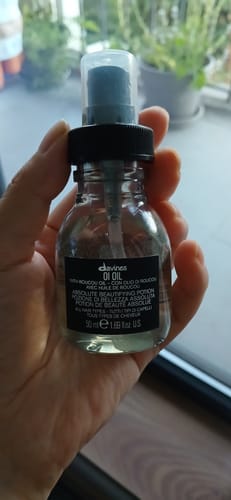 davines
OI OIL
WITH ROUCOU OIL - CON OLIO DI ROUCOU
AVEC HUILE DE ROUCOU
ABSOLUTE BEAUTIFYING POTION
POZIONE DI BELLEZZA ASSOLUTA
POTION DE BEAUTÉ ABSOLUE
ALL HAIR TYPES - TUTTI I TIPI DI CAPELLI
TOUS TYPES DE CHEVEUX
50 ml ℮ 1.69 fl.oz. U.S.